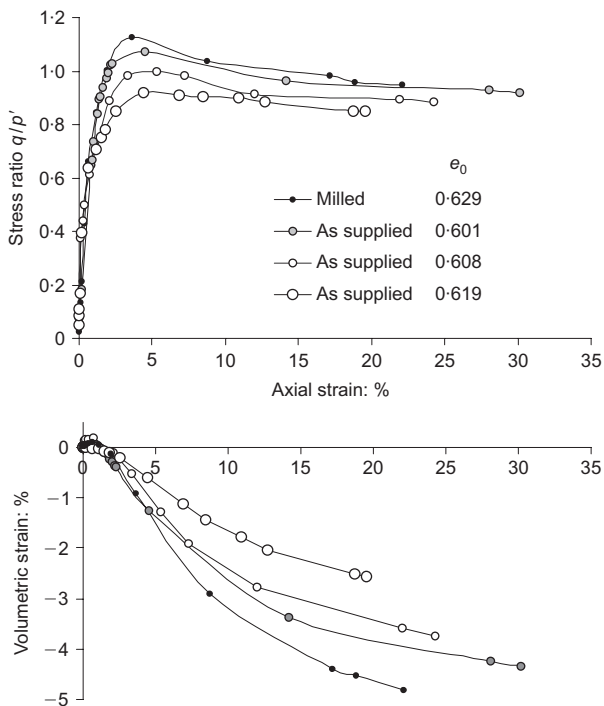 1·2
1·0
0·8
0·6
0·4
0·2
0
Stress ratio q/p′
e₀
Milled 0·629
As supplied 0·601
As supplied 0·608
As supplied 0·619
0 5 10 15 20 25 30 35
Axial strain: %
0
−1
−2
−3
−4
−5
Volumetric strain: %
0 5 10 15 20 25 30 35